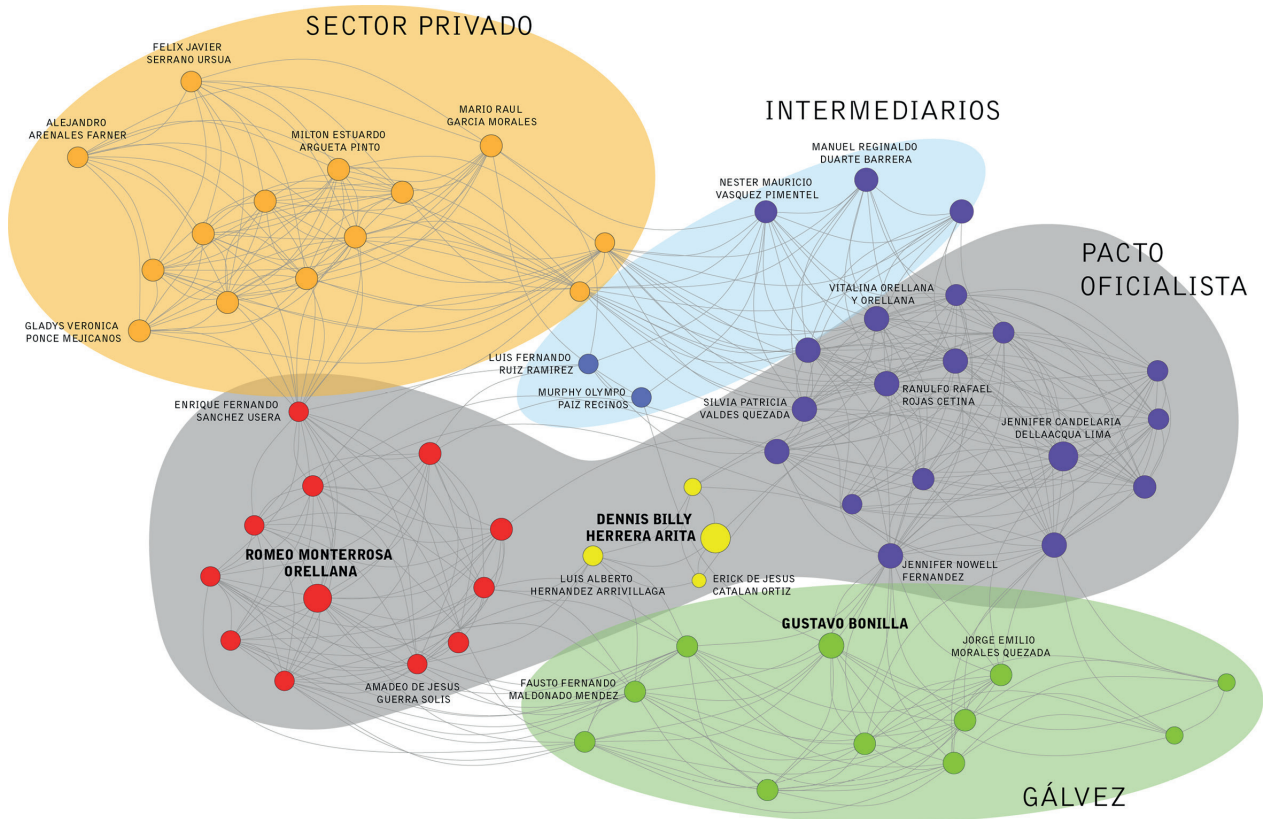 SECTOR PRIVADO
FELIX JAVIER
SERRANO URSUA
ALEJANDRO
ARENALES FARNER
MILTON ESTUARDO
ARGUETA PINTO
MARIO RAUL
GARCIA MORALES
GLADYS VERONICA
PONCE MEJICANOS
INTERMEDIARIOS
MANUEL REGINALDO
DUARTE BARRERA
NESTER MAURICIO
VASQUEZ PIMENTEL
PACTO
OFICIALISTA
VITALINA ORELLANA
Y ORELLANA
LUIS FERNANDO
RUIZ RAMIREZ
MURPHY OLYMPO
PAIZ RECINOS
SILVIA PATRICIA
VALDES QUEZADA
RANULFO RAFAEL
ROJAS CETINA
JENNIFER CANDELARIA
DELLAACQUA LIMA
ENRIQUE FERNANDO
SANCHEZ USERA
ROMEO MONTERROSA
ORELLANA
DENNIS BILLY
HERRERA ARITA
LUIS ALBERTO
HERNANDEZ ARRIVILLAGA
ERICK DE JESUS
CATALAN ORTIZ
JENNIFER NOWELL
FERNANDEZ
AMADEO DE JESUS
GUERRA SOLIS
GUSTAVO BONILLA
JORGE EMILIO
MORALES QUEZADA
FAUSTO FERNANDO
MALDONADO MENDEZ
GÁLVEZ